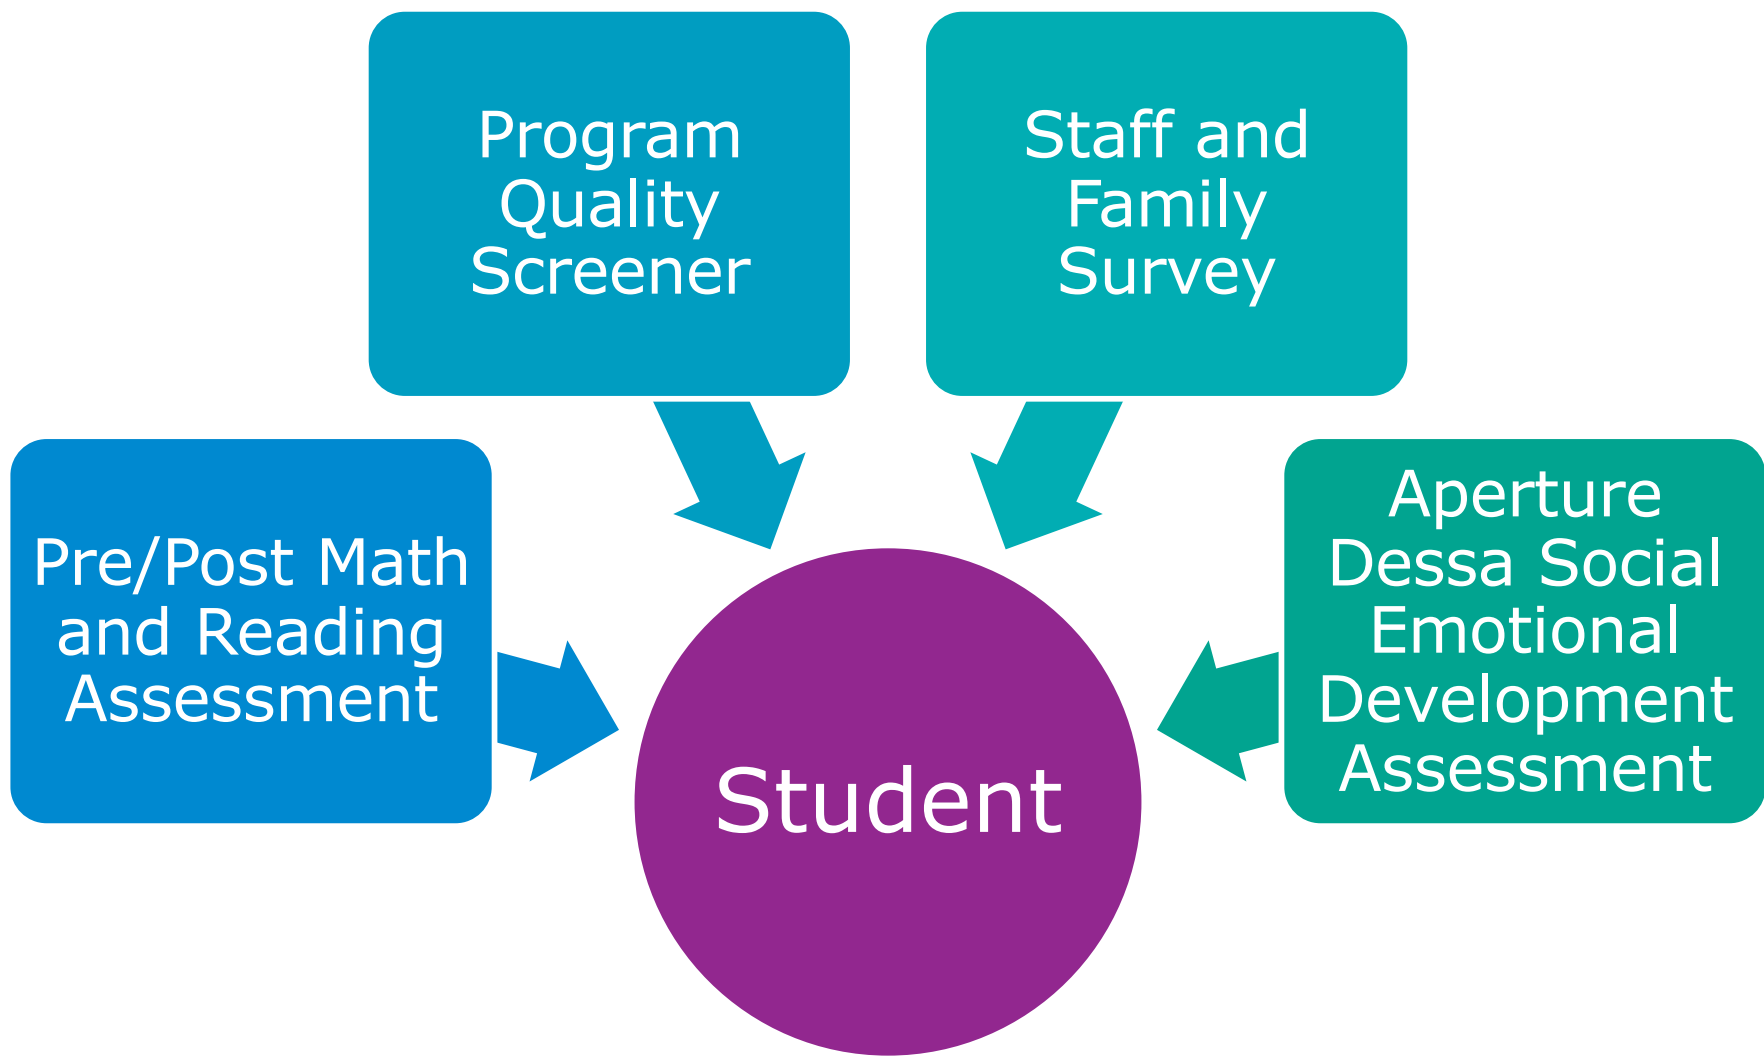 Program
Quality
Screener
Staff and
Family
Survey
Pre/Post Math
and Reading
Assessment
Aperture
Dessa Social
Emotional
Development
Assessment
Student